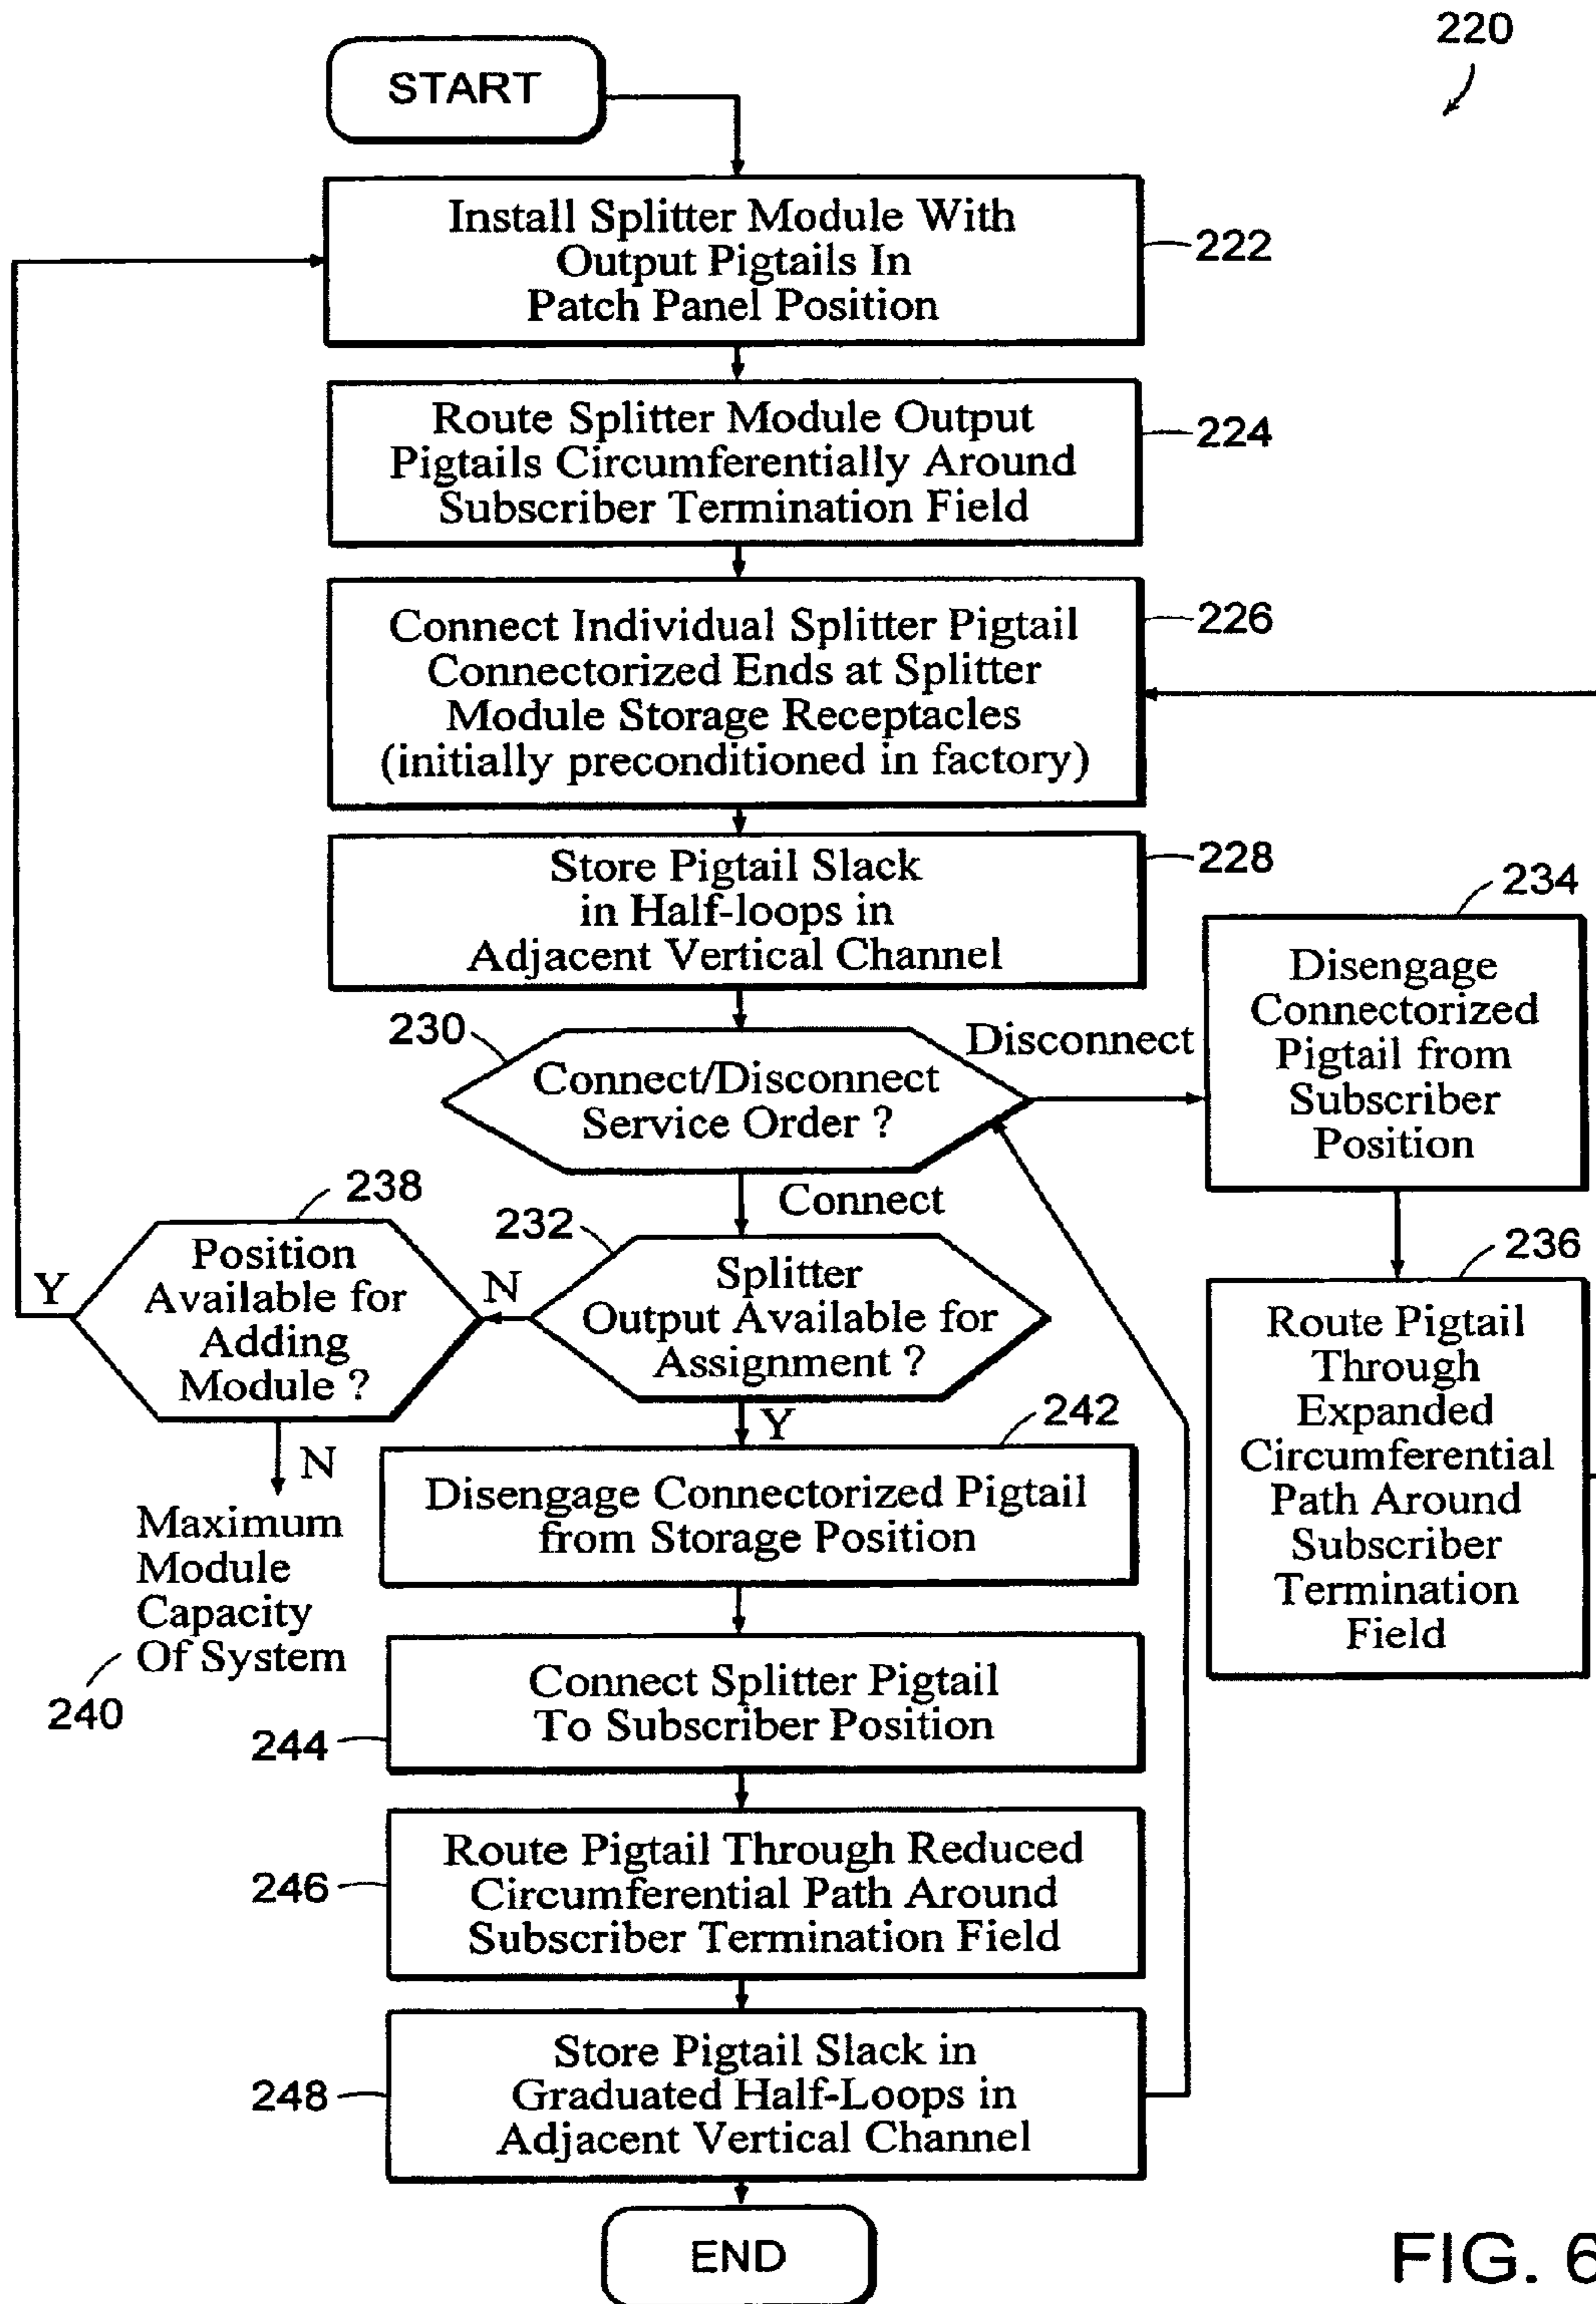 220
START
Install Splitter Module With
Output Pigtails In
Patch Panel Position
222
Route Splitter Module Output
Pigtails Circumferentially Around
Subscriber Termination Field
224
Connect Individual Splitter Pigtail
Connectorized Ends at Splitter
Module Storage Receptacles
(initially preconditioned in factory)
226
Store Pigtail Slack
in Half-loops in
Adjacent Vertical Channel
228
230
Connect/Disconnect
Service Order ?
Disconnect
234
Disengage
Connectorized
Pigtail from
Subscriber
Position
236
Route Pigtail
Through
Expanded
Circumferential
Path Around
Subscriber
Termination
Field
Connect
232
Splitter
Output Available for
Assignment ?
N
238
Position
Available for
Adding
Module ?
Y
N
Maximum
Module
Capacity
Of System
240
Y
242
Disengage Connectorized Pigtail
from Storage Position
Connect Splitter Pigtail
To Subscriber Position
244
Route Pigtail Through Reduced
Circumferential Path Around
Subscriber Termination Field
246
Store Pigtail Slack in
Graduated Half-Loops in
Adjacent Vertical Channel
248
END
FIG. 6